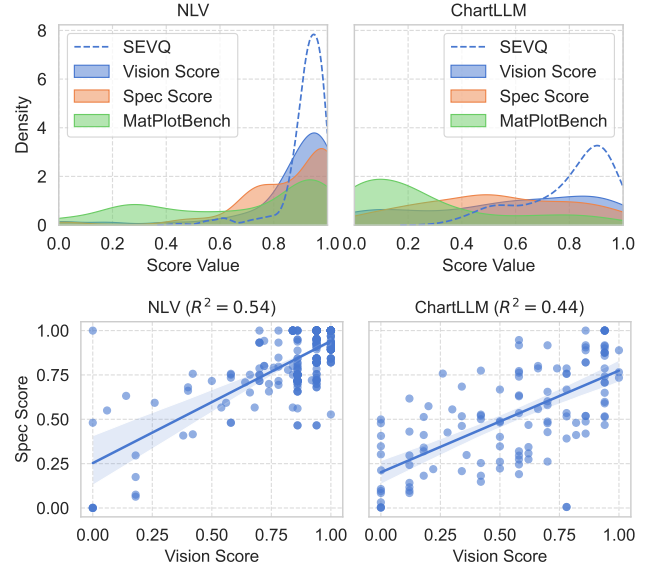 NLV
ChartLLM
Density
8
6
4
2
0
SEVQ
Vision Score
Spec Score
MatPlotBench
SEVQ
Vision Score
Spec Score
MatPlotBench
0.0 0.2 0.4 0.6 0.8 1.0
0.0 0.2 0.4 0.6 0.8 1.0
Score Value
Score Value
NLV (R² = 0.54)
ChartLLM (R² = 0.44)
Spec Score
1.00
0.75
0.50
0.25
0.00
0.00 0.25 0.50 0.75 1.00
0.00 0.25 0.50 0.75 1.00
Vision Score
Vision Score